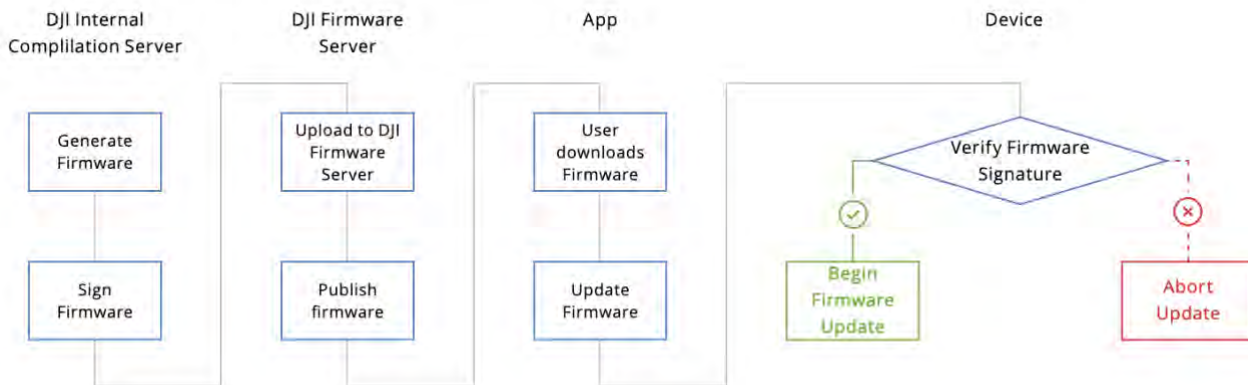 DJI Internal
Complilation Server
DJI Firmware
Server
App
Device
Generate
Firmware
Sign
Firmware
Upload to DJI
Firmware
Server
Publish
firmware
User
downloads
Firmware
Update
Firmware
Verify Firmware
Signature
Begin
Firmware
Update
Abort
Update